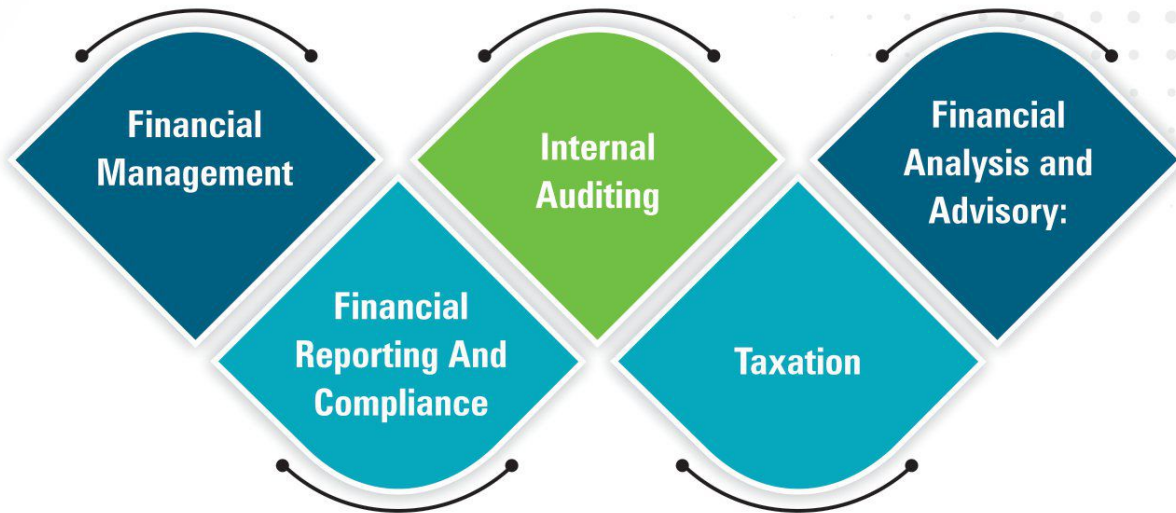 Financial
Management
Financial
Reporting And
Compliance
Internal
Auditing
Taxation
Financial
Analysis and
Advisory: